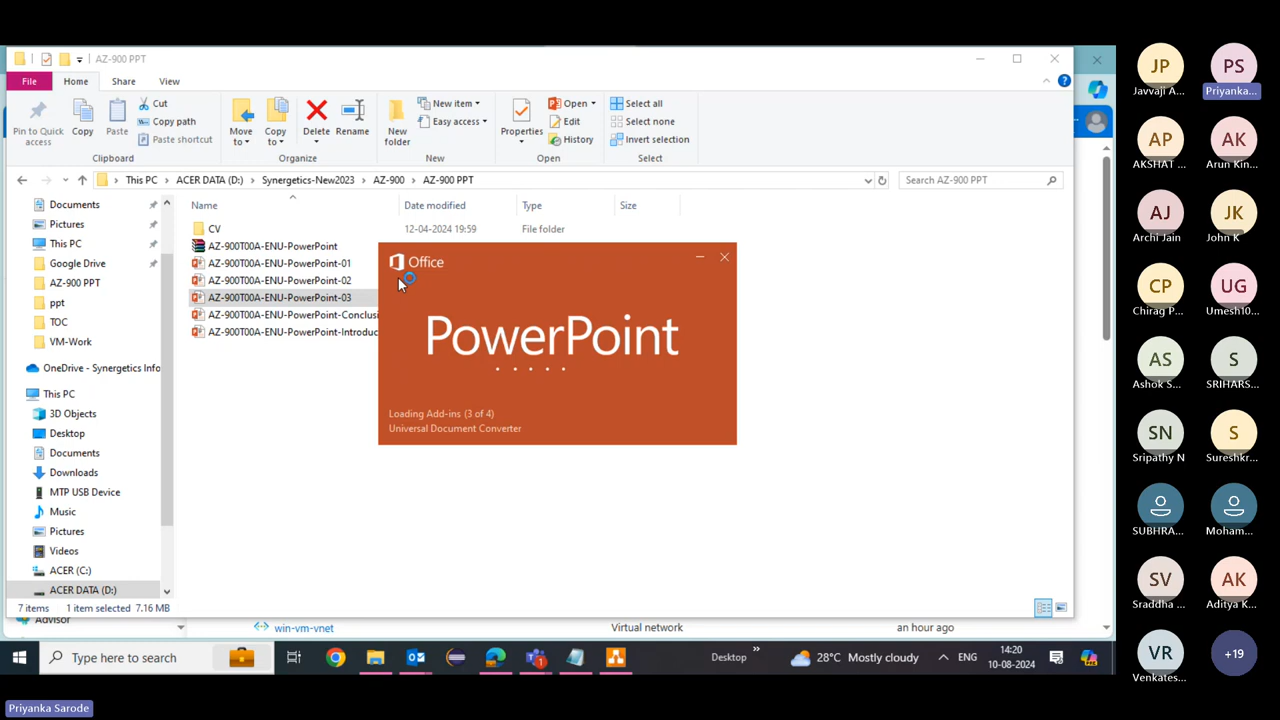 AZ-900 PPT
File Home Share View
Pin to Quick access
Copy
Paste
Cut
Copy path
Paste shortcut
Move to
Copy to
Delete
Rename
New folder
New item
Easy access
Properties
Open
Edit
History
Select all
Select none
Invert selection
Clipboard Organize New Open Select
This PC > ACER DATA (D:) > Synergetics-New2023 > AZ-900 > AZ-900 PPT
Search AZ-900 PPT
Name Date modified Type Size
CV 12-04-2024 19:59 File folder
AZ-900T00A-ENU-PowerPoint
AZ-900T00A-ENU-PowerPoint-01
AZ-900T00A-ENU-PowerPoint-02
AZ-900T00A-ENU-PowerPoint-03
AZ-900T00A-ENU-PowerPoint-Conclusi
AZ-900T00A-ENU-PowerPoint-Introduc
Documents
Pictures
This PC
Google Drive
AZ-900 PPT
ppt
TOC
VM-Work
OneDrive - Synergetics Info
This PC
3D Objects
Desktop
Documents
Downloads
MTP USB Device
Music
Pictures
Videos
ACER (C:)
ACER DATA (D:)
7 items 1 item selected 7.16 MB
Office
PowerPoint
Loading Add-ins (3 of 4)
Universal Document Converter
Advisor
win-vm-vnet Virtual network an hour ago
Type here to search
Desktop
28°C Mostly cloudy
ENG
14:20
10-08-2024
Priyanka Sarode
JP PS
Javvaji A... Priyanka...
AP AK
AKSHAT ... Arun Kin...
AJ JK
Archi Jain John K
CP UG
Chirag P... Umesh10...
AS S
Ashok S... SRIHARS...
SN S
Sripathy N Sureshkr...
SUBHRA... Moham...
SV AK
Sraddha ... Aditya K...
VR +19
Venkates...